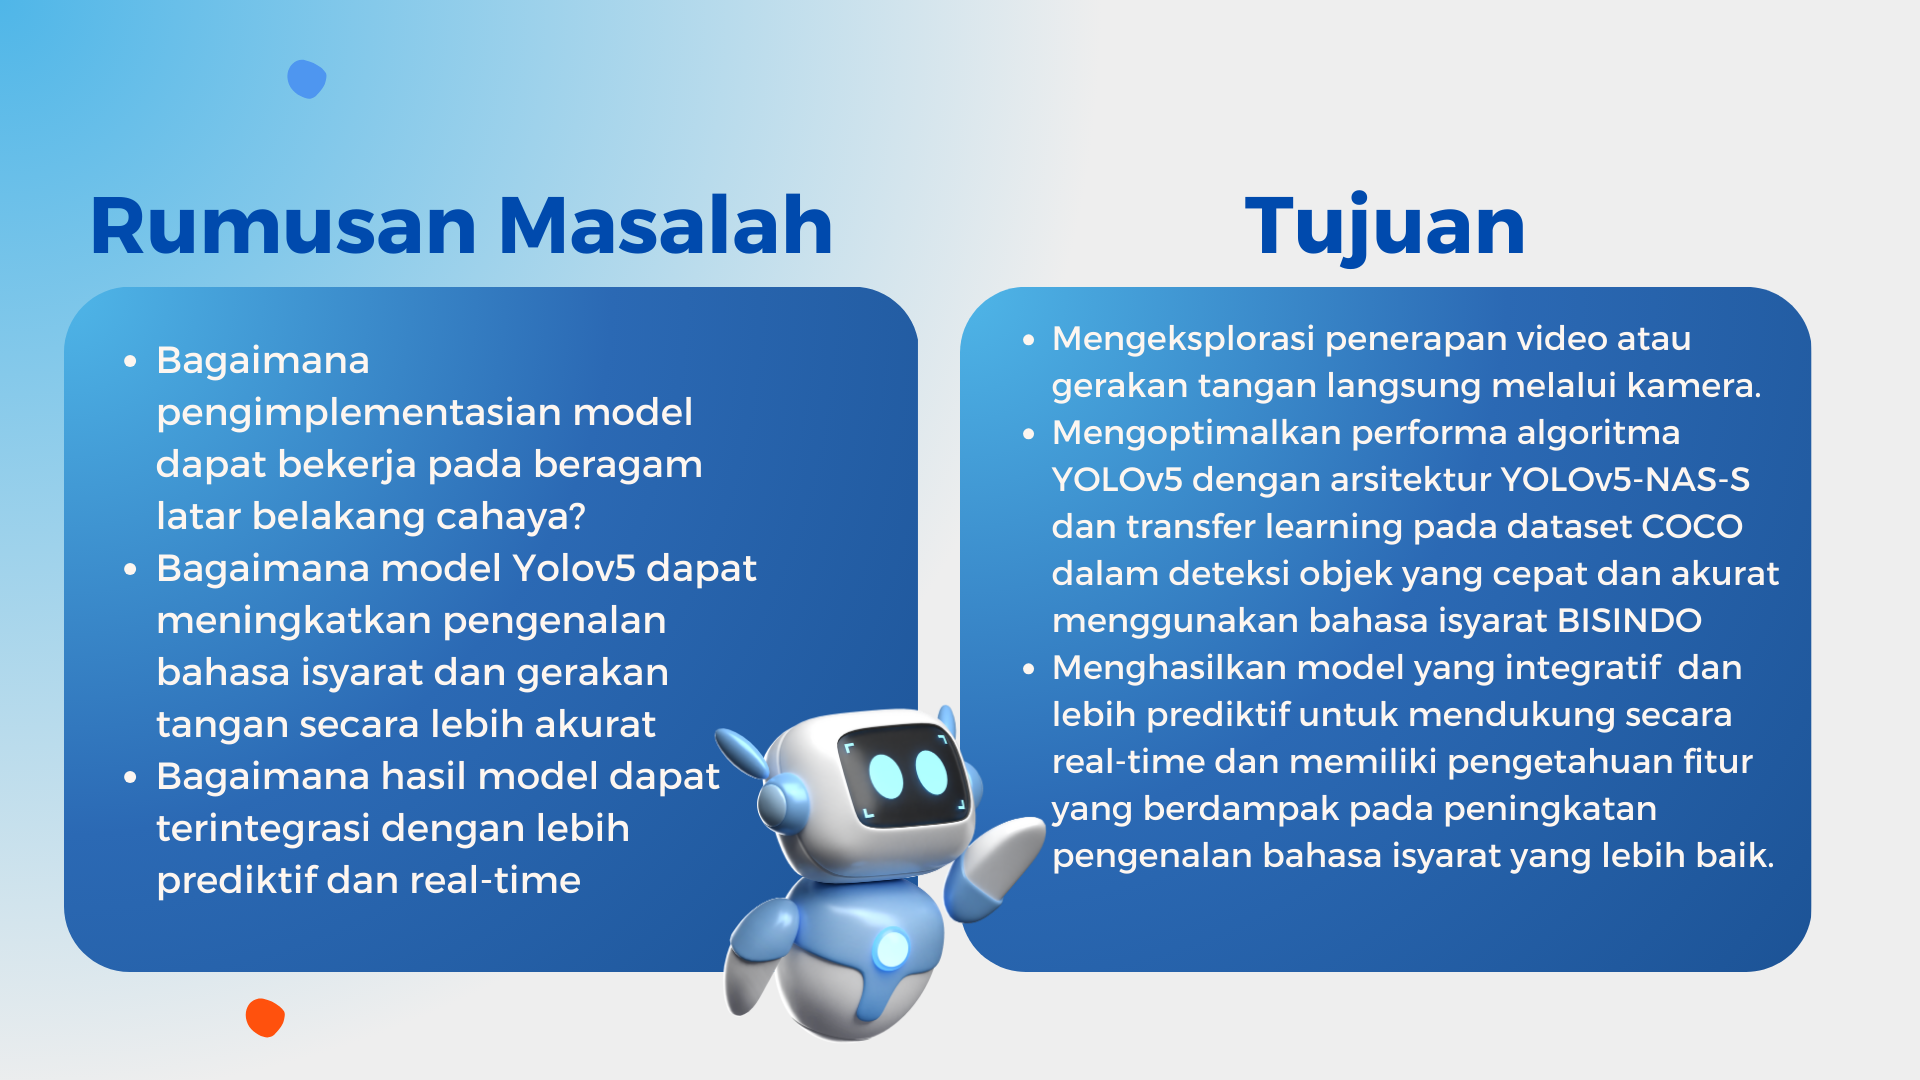 Rumusan Masalah
Bagaimana
pengimplementasian model
dapat bekerja pada beragam
latar belakang cahaya?
Bagaimana model Yolov5 dapat
meningkatkan pengenalan
bahasa isyarat dan gerakan
tangan secara lebih akurat
Bagaimana hasil model dapat
terintegrasi dengan lebih
prediktif dan real-time
Tujuan
Mengeksplorasi penerapan video atau
gerakan tangan langsung melalui kamera.
Mengoptimalkan performa algoritma
YOLOv5 dengan arsitektur YOLOv5-NAS-S
dan transfer learning pada dataset COCO
dalam deteksi objek yang cepat dan akurat
menggunakan bahasa isyarat BISINDO
Menghasilkan model yang integratif  dan
lebih prediktif untuk mendukung secara
real-time dan memiliki pengetahuan fitur
yang berdampak pada peningkatan
pengenalan bahasa isyarat yang lebih baik.